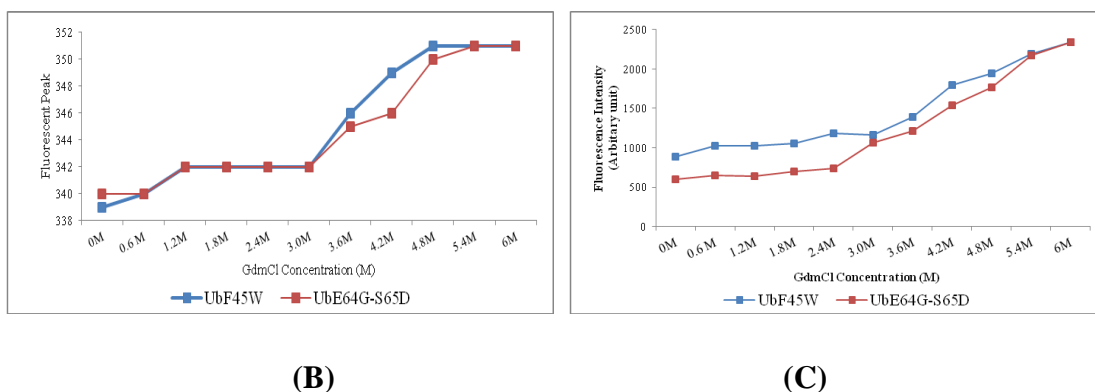 352
350
348
346
344
342
340
338
Fluorescent Peak
0M
0.6 M
1.2M
1.8M
2.4M
3.0M
3.6M
4.2M
4.8M
5.4M
6M
GdmCl Concentration (M)
UbF45W
UbE64G-S65D
(B)
2500
2000
1500
1000
500
0
Fluorescence Intensity
(Arbitary unit)
0M
0.6 M
1.2M
1.8M
2.4M
3.0M
3.6M
4.2M
4.8M
5.4M
6M
GdmCl Concentration (M)
UbF45W
UbE64G-S65D
(C)